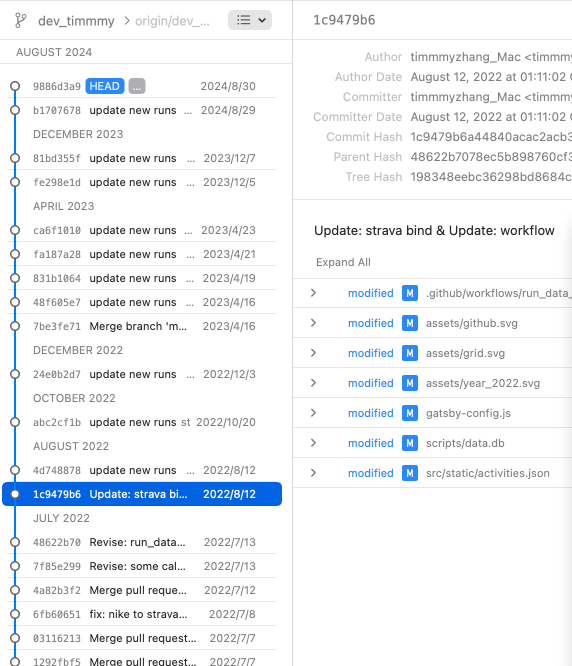 dev_timmmy
origin/dev_...
AUGUST 2024
9886d3a9 HEAD ... 2024/8/30
b1707678 update new runs ... 2024/8/29
DECEMBER 2023
81bd355f update new runs ... 2023/12/7
fe298e1d update new runs ... 2023/12/5
APRIL 2023
ca6f1010 update new runs ... 2023/4/23
fa187a28 update new runs ... 2023/4/21
831b1064 update new runs ... 2023/4/19
48f605e7 update new runs ... 2023/4/16
7be3fe71 Merge branch 'm... 2023/4/16
DECEMBER 2022
24e0b2d7 update new runs ... 2022/12/3
OCTOBER 2022
abc2cf1b update new runs st 2022/10/20
AUGUST 2022
4d748878 update new runs ... 2022/8/12
1c9479b6 Update: strava bi... 2022/8/12
JULY 2022
48622b70 Revise: run_data... 2022/7/13
7f85e299 Revise: some cal... 2022/7/13
4a82b3f2 Merge pull reque... 2022/7/12
6fb60651 fix: nike to strava... 2022/7/8
03116213 Merge pull request... 2022/7/7
1292fbf5 Merge pull request... 2022/7/7
1c9479b6
Author timmmyzhang_Mac <timmmy
Author Date August 12, 2022 at 01:11:02
Committer timmmyzhang_Mac <timmmy
Committer Date August 12, 2022 at 01:11:02
Commit Hash 1c9479b6a44840acac2acb3
Parent Hash 48622b7078ec5b898760cf3
Tree Hash 198348eebc36298bd8684c
Update: strava bind & Update: workflow
Expand All
modified M .github/workflows/run_data_
modified M assets/github.svg
modified M assets/grid.svg
modified M assets/year_2022.svg
modified M gatsby-config.js
modified M scripts/data.db
modified M src/static/activities.json